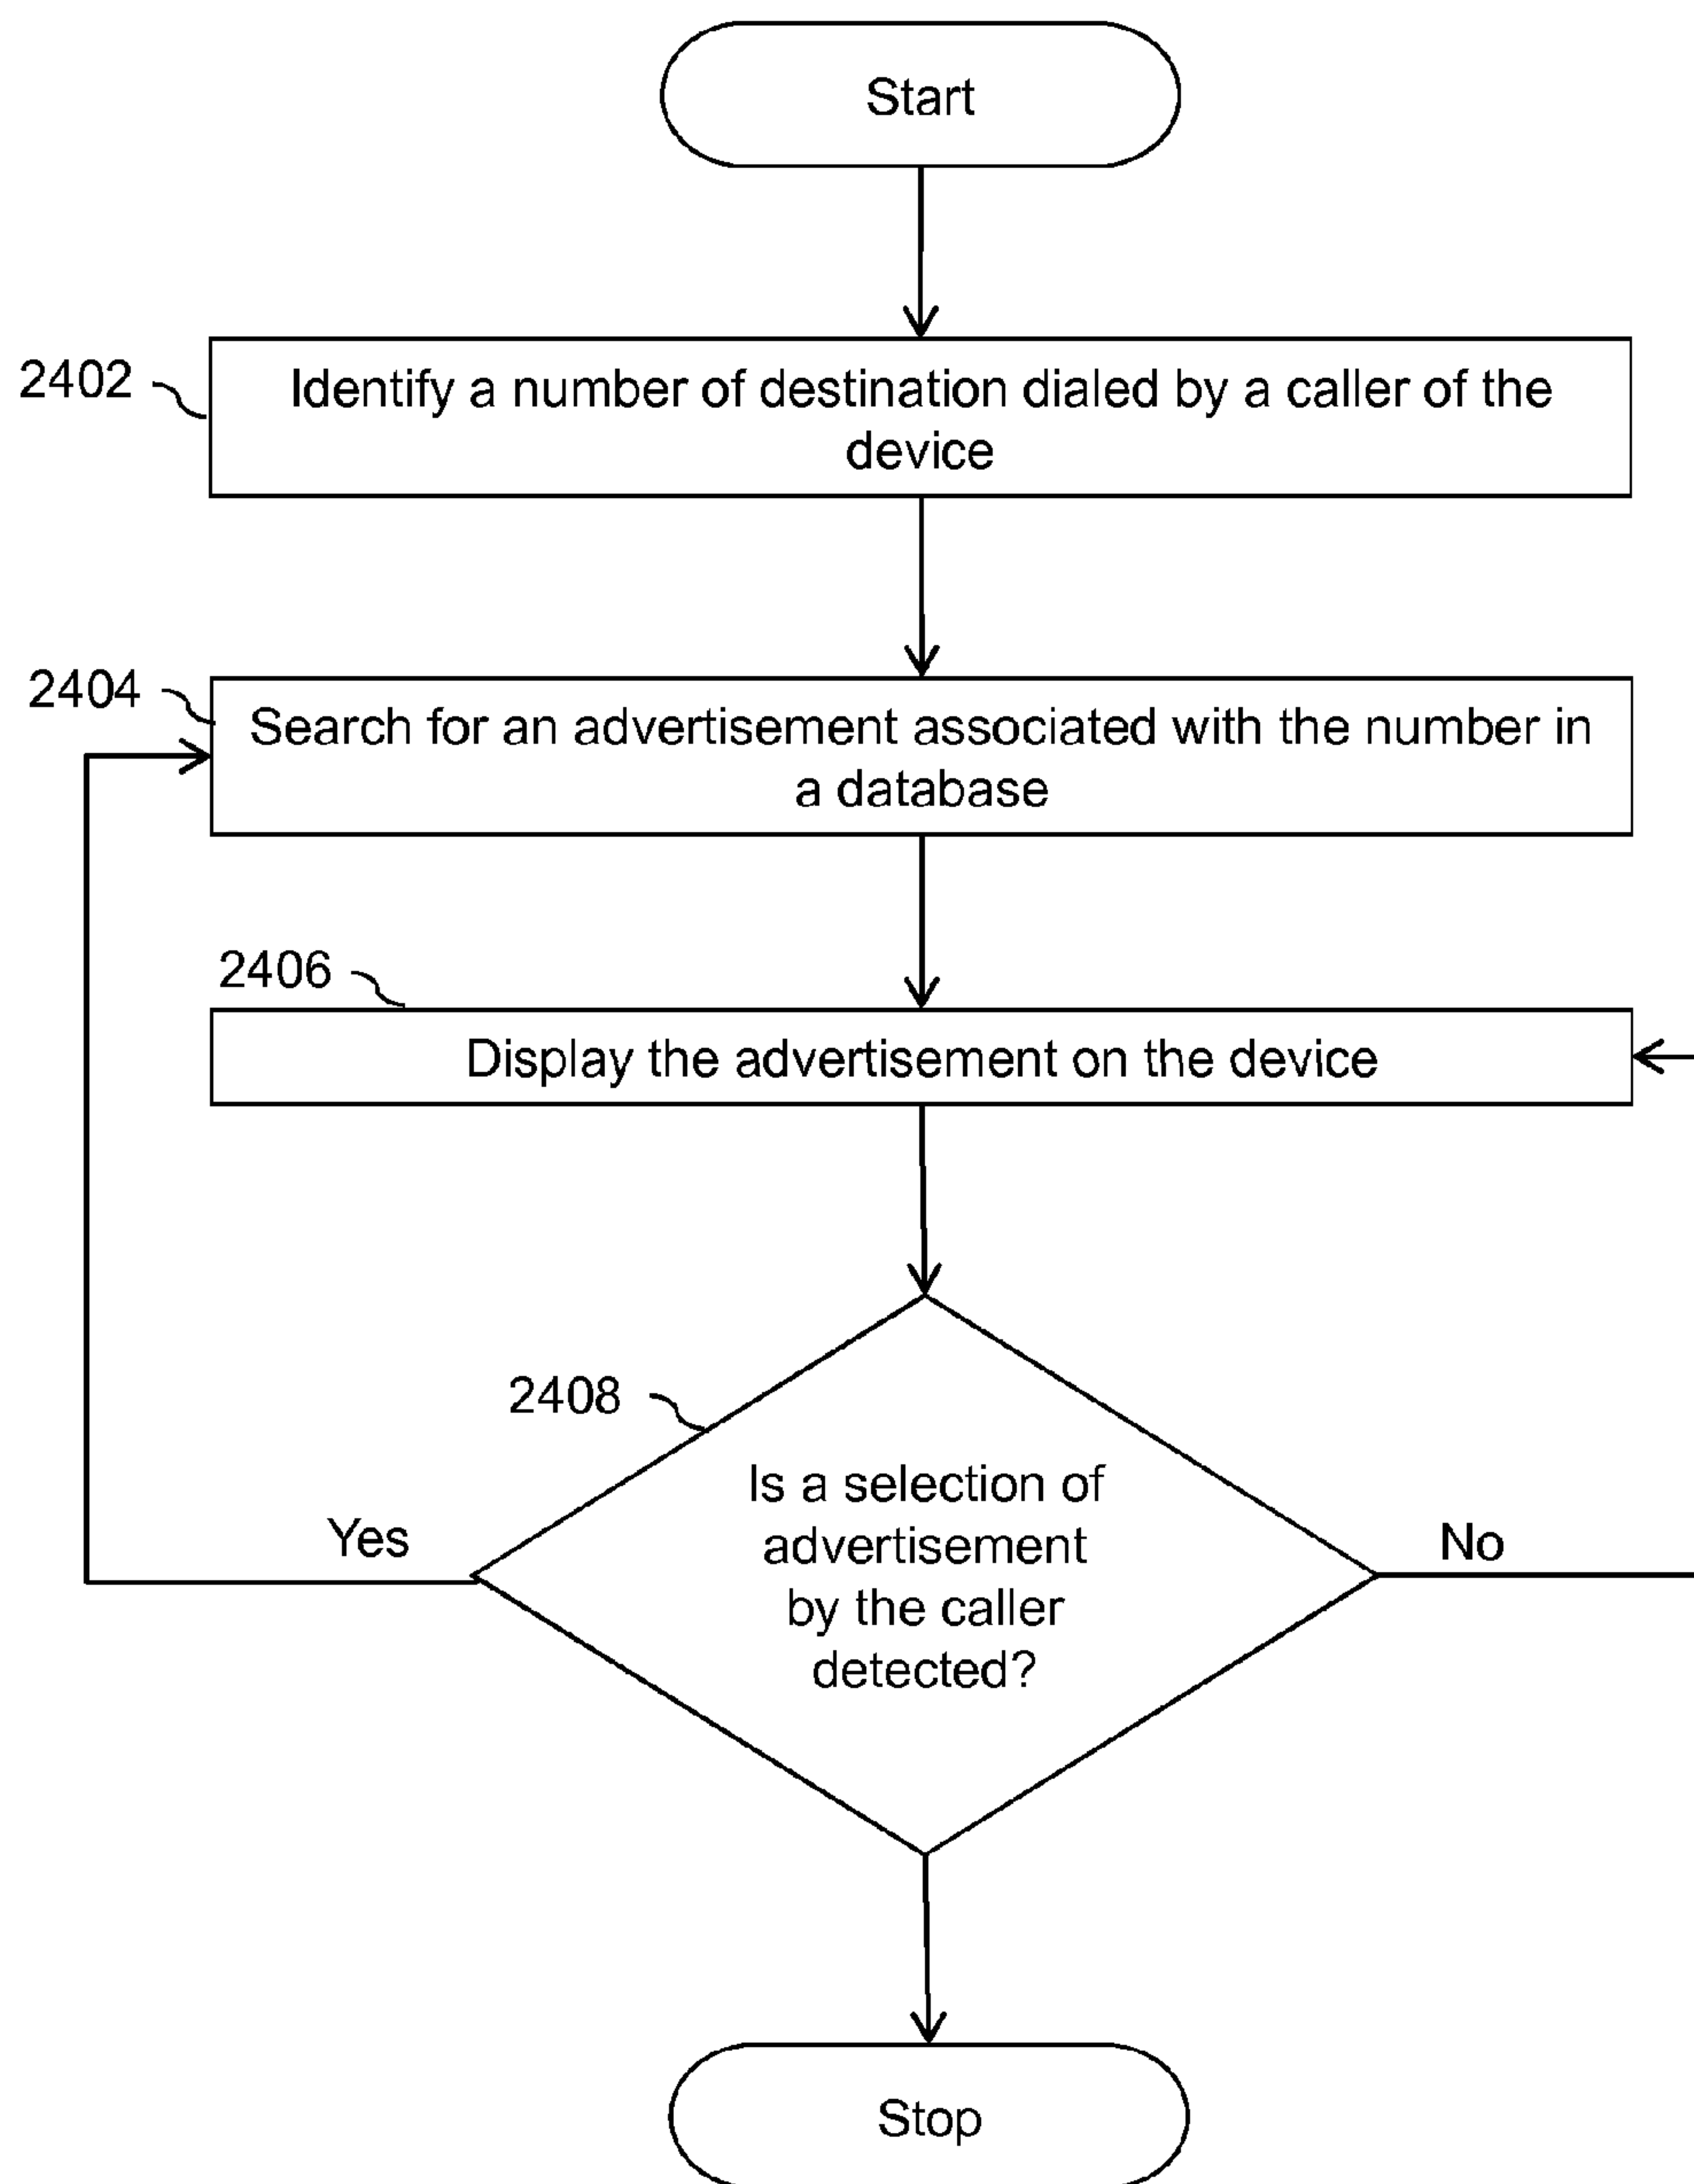 Start
2402
Identify a number of destination dialed by a caller of the
device
2404
Search for an advertisement associated with the number in
a database
2406
Display the advertisement on the device
2408
Is a selection of
advertisement
by the caller
detected?
Yes
No
Stop